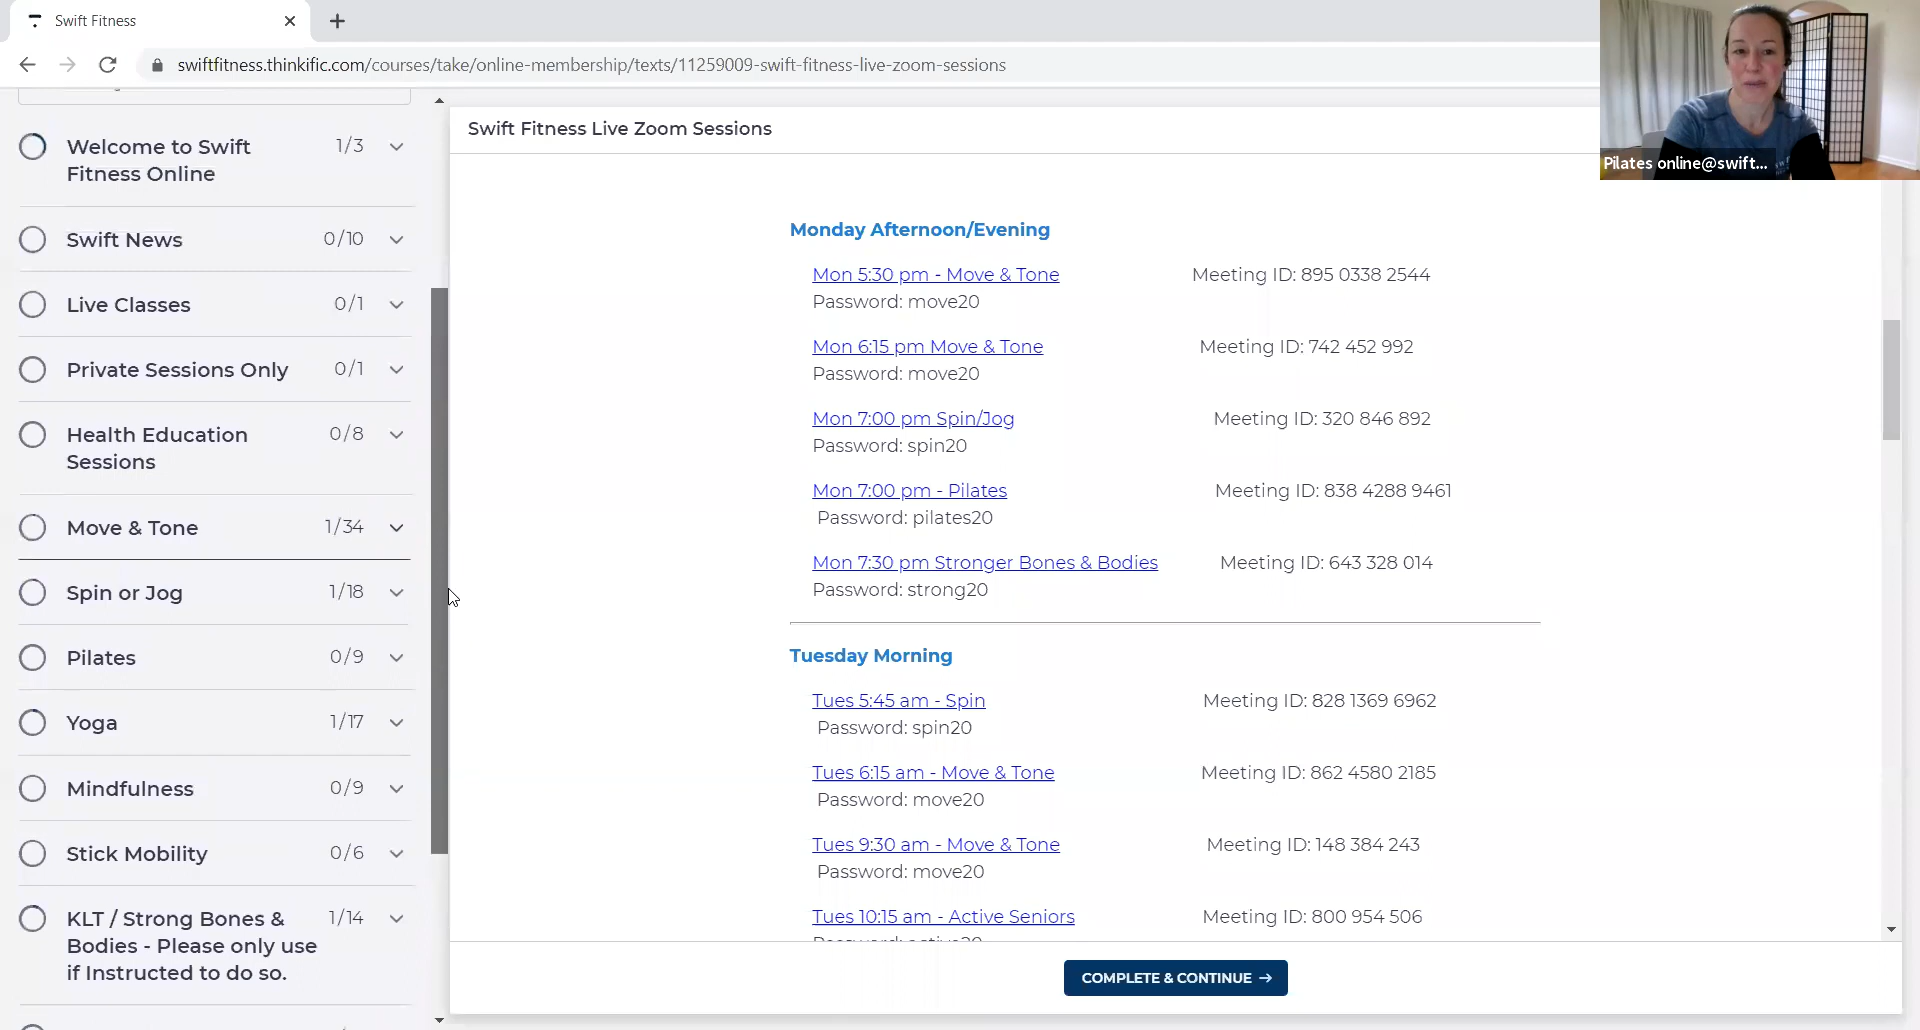 Swift Fitness
swiftfitness.thinkific.com/courses/take/online-membership/texts/11259009-swift-fitness-live-zoom-sessions
Pilates online@swift...
Welcome to Swift 1/3
Fitness Online
Swift News 0/10
Live Classes 0/1
Private Sessions Only 0/1
Health Education 0/8
Sessions
Move & Tone 1/34
Spin or Jog 1/18
Pilates 0/9
Yoga 1/17
Mindfulness 0/9
Stick Mobility 0/6
KLT / Strong Bones & 1/14
Bodies - Please only use
if Instructed to do so.
Swift Fitness Live Zoom Sessions
Monday Afternoon/Evening
Mon 5:30 pm - Move & Tone Meeting ID: 895 0338 2544
Password: move20
Mon 6:15 pm Move & Tone Meeting ID: 742 452 992
Password: move20
Mon 7:00 pm Spin/Jog Meeting ID: 320 846 892
Password: spin20
Mon 7:00 pm - Pilates Meeting ID: 838 4288 9461
Password: pilates20
Mon 7:30 pm Stronger Bones & Bodies Meeting ID: 643 328 014
Password: strong20
Tuesday Morning
Tues 5:45 am - Spin Meeting ID: 828 1369 6962
Password: spin20
Tues 6:15 am - Move & Tone Meeting ID: 862 4580 2185
Password: move20
Tues 9:30 am - Move & Tone Meeting ID: 148 384 243
Password: move20
Tues 10:15 am - Active Seniors Meeting ID: 800 954 506
COMPLETE & CONTINUE →